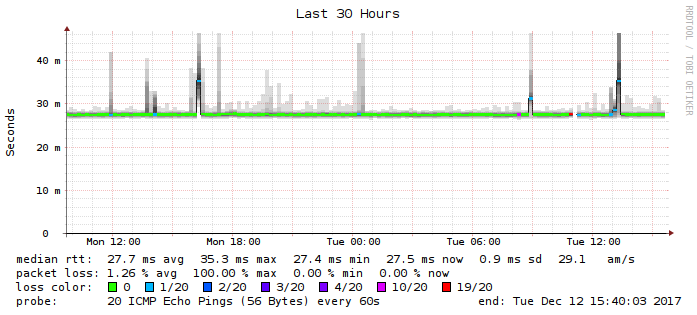 Last 30 Hours
RRDTOOL / TOBI OETIKER
Seconds
40 m
30 m
20 m
10 m
0
Mon 12:00 Mon 18:00 Tue 00:00 Tue 06:00 Tue 12:00
median rtt: 27.7 ms avg 35.3 ms max 27.4 ms min 27.5 ms now 0.9 ms sd 29.1 am/s
packet loss: 1.26 % avg 100.00 % max 0.00 % min 0.00 % now
loss color: 0 1/20 2/20 3/20 4/20 10/20 19/20
probe: 20 ICMP Echo Pings (56 Bytes) every 60s end: Tue Dec 12 15:40:03 2017